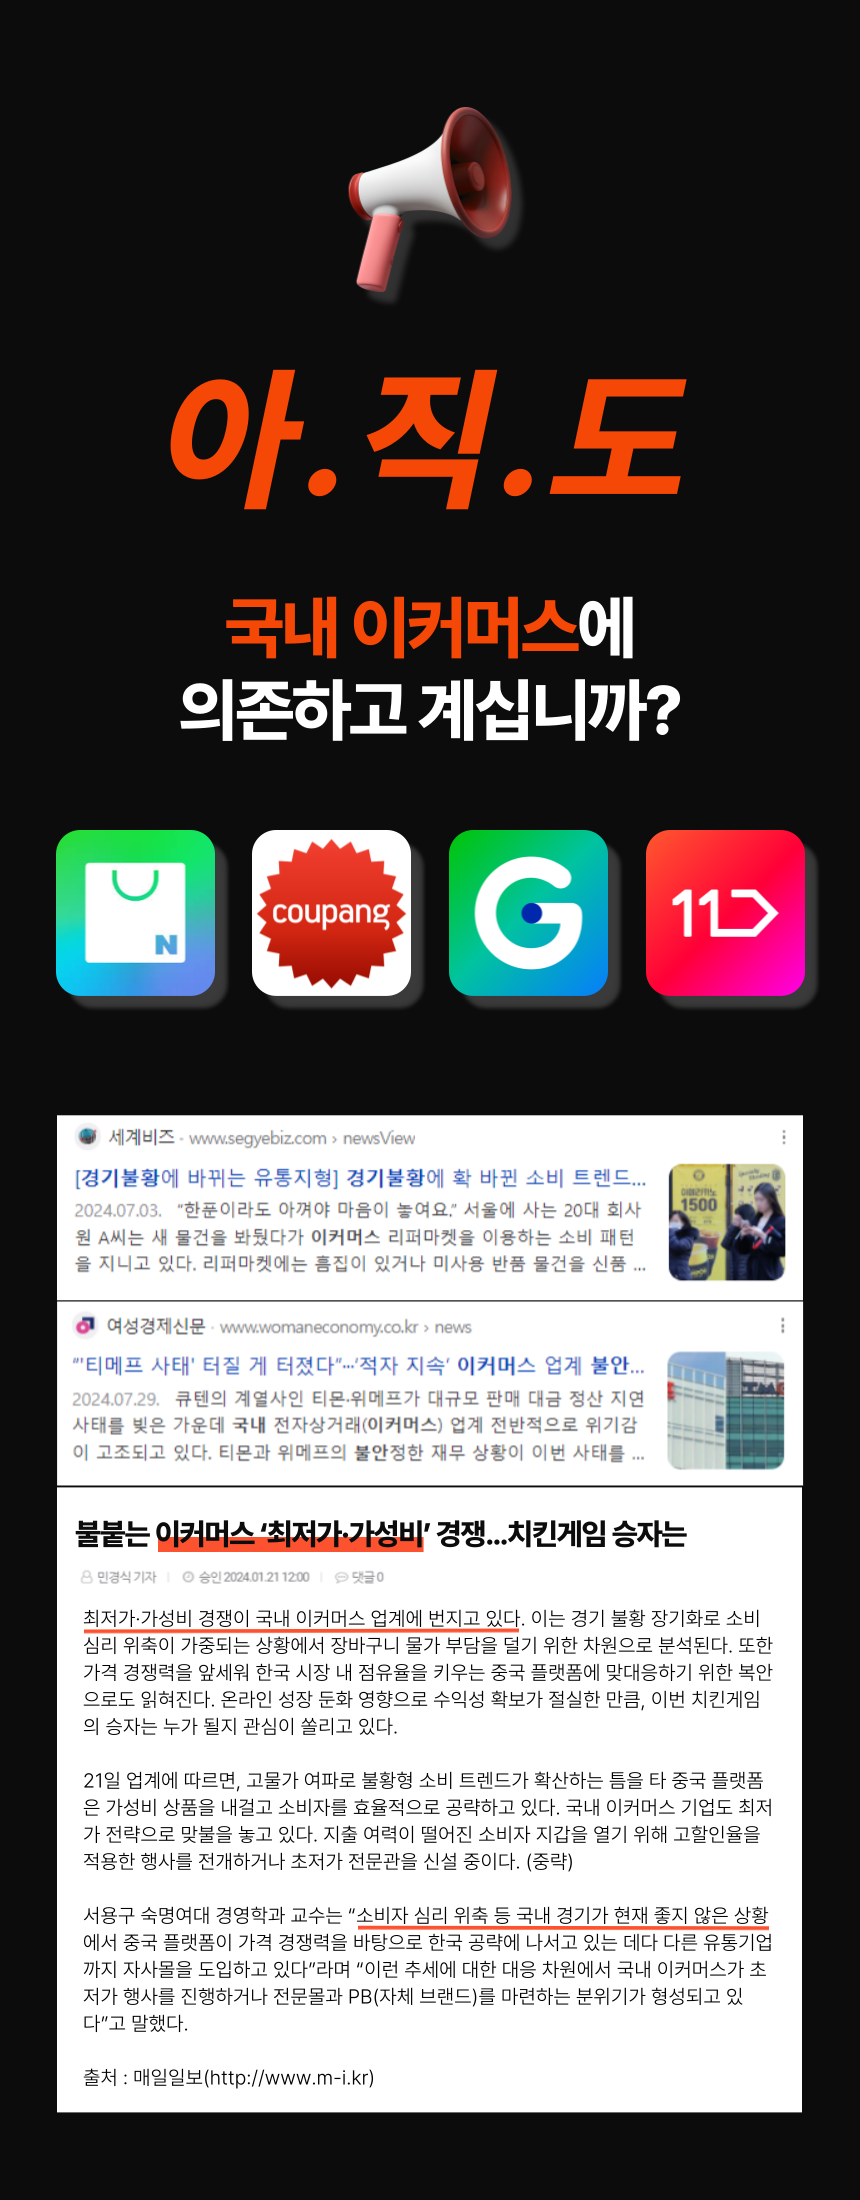 아.직.도
국내 이커머스에
의존하고 계십니까?
N
coupang
G
11
세계비즈 · www.segyebiz.com › newsView
[경기불황에 바뀌는 유통지형] 경기불황에 확 바뀐 소비 트렌드...
2024.07.03. “한푼이라도 아껴야 마음이 놓여요.” 서울에 사는 20대 회사
원 A씨는 새 물건을 봐뒀다가 이커머스 리퍼마켓을 이용하는 소비 패턴
을 지니고 있다. 리퍼마켓에는 흠집이 있거나 미사용 반품 물건을 신품 ...
1500
여성경제신문 · www.womaneconomy.co.kr › news
“'티메프 사태' 터질 게 터졌다”…‘적자 지속’ 이커머스 업계 불안...
2024.07.29. 큐텐의 계열사인 티몬·위메프가 대규모 판매 대금 정산 지연
사태를 빚은 가운데 국내 전자상거래(이커머스) 업계 전반적으로 위기감
이 고조되고 있다. 티몬과 위메프의 불안정한 재무 상황이 이번 사태를 ...
불붙는 이커머스 ‘최저가·가성비’ 경쟁...치킨게임 승자는
민경식 기자 | 승인 2024.01.21 12:00 | 댓글 0
최저가·가성비 경쟁이 국내 이커머스 업계에 번지고 있다. 이는 경기 불황 장기화로 소비
심리 위축이 가중되는 상황에서 장바구니 물가 부담을 덜기 위한 차원으로 분석된다. 또한
가격 경쟁력을 앞세워 한국 시장 내 점유율을 키우는 중국 플랫폼에 맞대응하기 위한 복안
으로도 읽혀진다. 온라인 성장 둔화 영향으로 수익성 확보가 절실한 만큼, 이번 치킨게임
의 승자는 누가 될지 관심이 쏠리고 있다.
21일 업계에 따르면, 고물가 여파로 불황형 소비 트렌드가 확산하는 틈을 타 중국 플랫폼
은 가성비 상품을 내걸고 소비자를 효율적으로 공략하고 있다. 국내 이커머스 기업도 최저
가 전략으로 맞불을 놓고 있다. 지출 여력이 떨어진 소비자 지갑을 열기 위해 고할인율을
적용한 행사를 전개하거나 초저가 전문관을 신설 중이다. (중략)
서용구 숙명여대 경영학과 교수는 “소비자 심리 위축 등 국내 경기가 현재 좋지 않은 상황
에서 중국 플랫폼이 가격 경쟁력을 바탕으로 한국 공략에 나서고 있는 데다 다른 유통기업
까지 자사몰을 도입하고 있다”라며 “이런 추세에 대한 대응 차원에서 국내 이커머스가 초
저가 행사를 진행하거나 전문몰과 PB(자체 브랜드)를 마련하는 분위기가 형성되고 있
다”고 말했다.
출처 : 매일일보(http://www.m-i.kr)